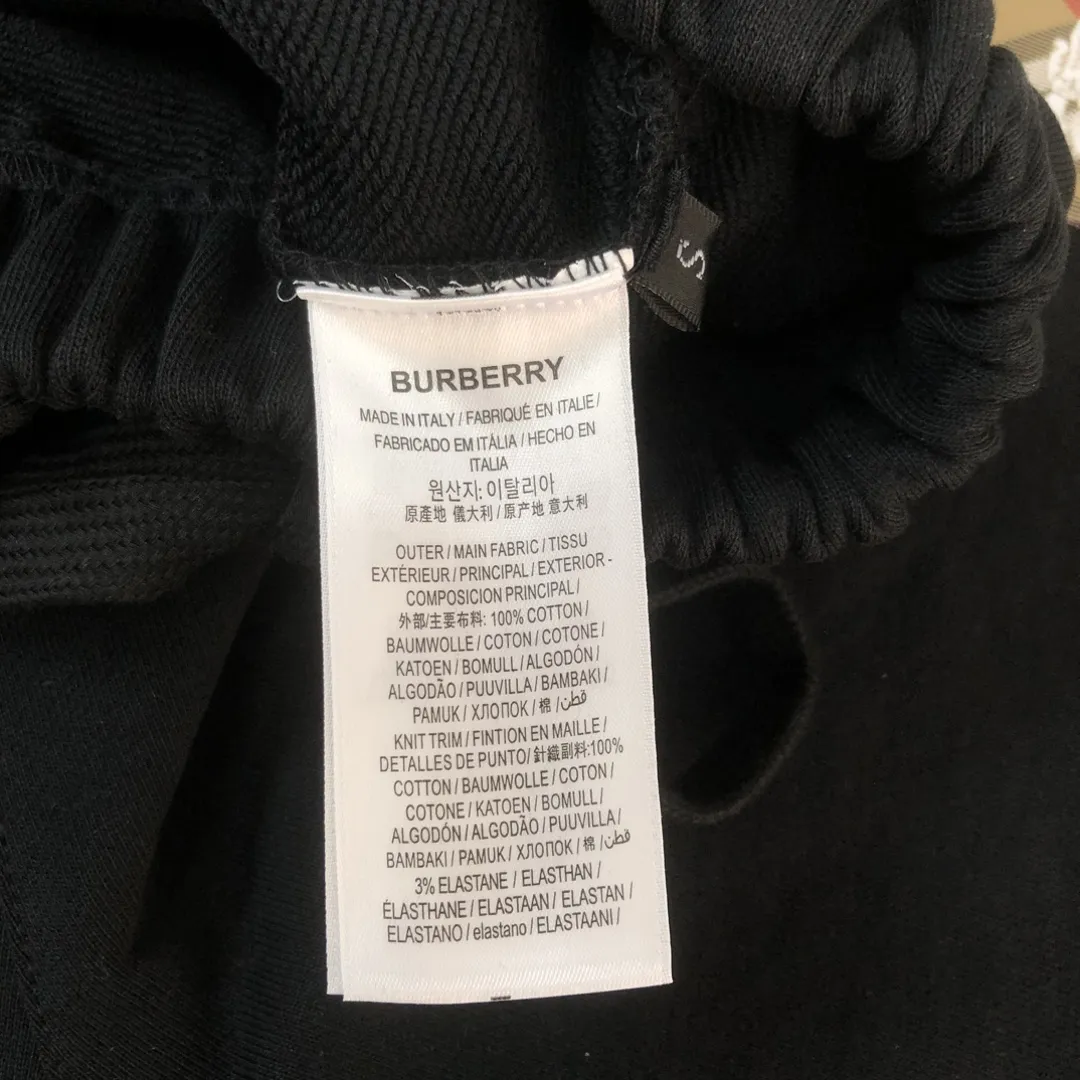 S
BURBERRY
MADE IN ITALY / FABRIQUÉ EN ITALIE /
FABRICADO EM ITÁLIA / HECHO EN
ITALIA
원산지: 이탈리아
原產地 儀大利 / 原产地 意大利
OUTER / MAIN FABRIC / TISSU
EXTÉRIEUR / PRINCIPAL / EXTERIOR -
COMPOSICION PRINCIPAL /
外部/主要布料: 100% COTTON /
BAUMWOLLE / COTON / COTONE /
KATOEN / BOMULL / ALGODÓN /
ALGODÃO / PUUVILLA / BAMBAKI /
PAMUK / ХЛОПОК / 棉 / قطن
KNIT TRIM / FINTION EN MAILLE /
DETALLES DE PUNTO/ 針織副料:100%
COTTON / BAUMWOLLE / COTON /
COTONE / KATOEN / BOMULL /
ALGODÓN / ALGODÃO / PUUVILLA /
BAMBAKI / PAMUK / ХЛОПОК / 棉 / قطن
3% ELASTANE / ELASTHAN /
ÉLASTHANE / ELASTAAN / ELASTAN /
ELASTANO / elastano / ELASTAANI /